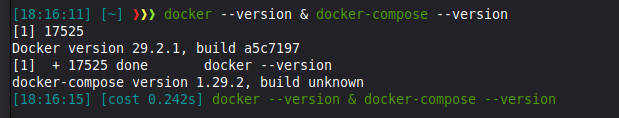 [18:16:11] [~] ❯❯❯ docker --version & docker-compose --version
[1] 17525
Docker version 29.2.1, build a5c7197
[1]  + 17525 done       docker --version
docker-compose version 1.29.2, build unknown
[18:16:15] [cost 0.242s] docker --version & docker-compose --version